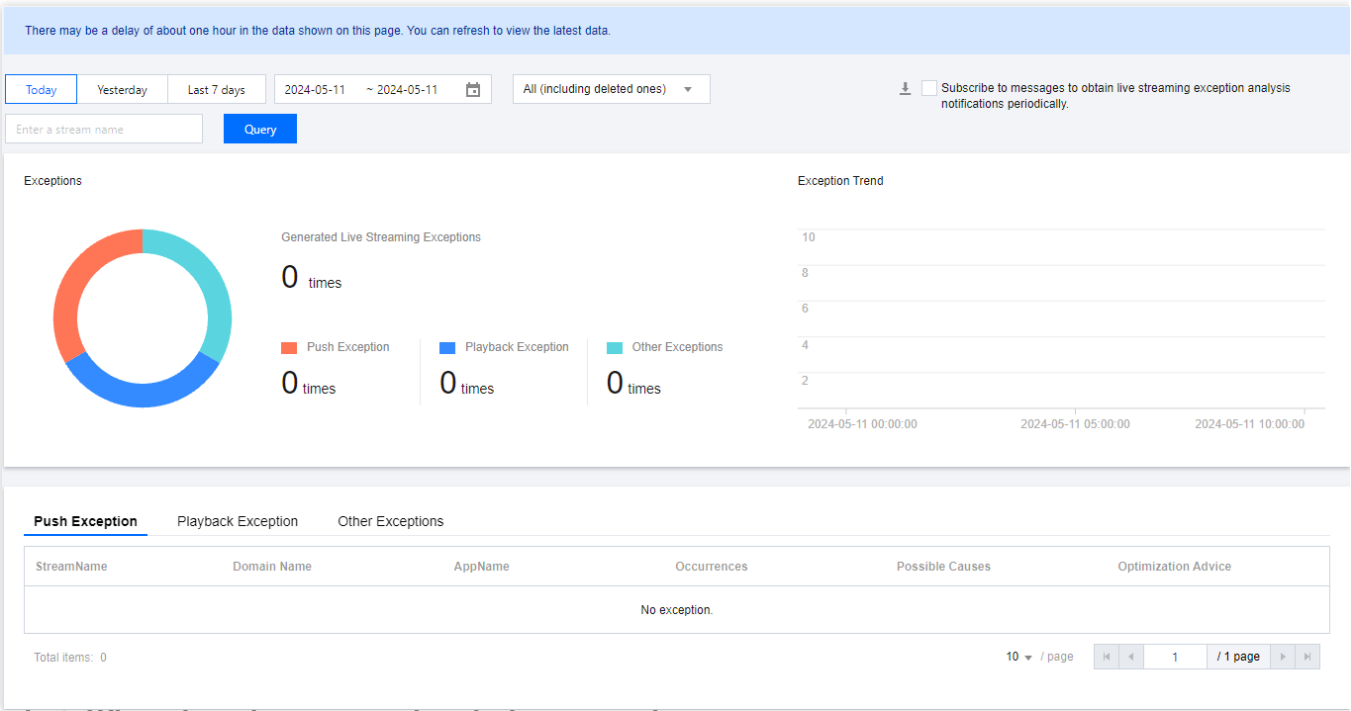 There may be a delay of about one hour in the data shown on this page. You can refresh to view the latest data.
Today Yesterday Last 7 days 2024-05-11 ~ 2024-05-11 All (including deleted ones)
Subscribe to messages to obtain live streaming exception analysis
notifications periodically.
Enter a stream name Query
Exceptions
Generated Live Streaming Exceptions
0 times
Push Exception Playback Exception Other Exceptions
0 times 0 times 0 times
Exception Trend
10
8
6
4
2
2024-05-11 00:00:00 2024-05-11 05:00:00 2024-05-11 10:00:00
Push Exception Playback Exception Other Exceptions
StreamName Domain Name AppName Occurrences Possible Causes Optimization Advice
No exception.
Total items: 0 10 / page 1 / 1 page